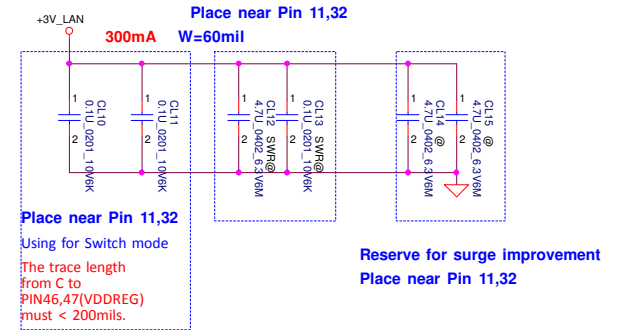 +3V_LAN
300mA
W=60mil
Place near Pin 11,32
1
2
CL10
0.1U_0201_10V6K
1
2
CL11
0.1U_0201_10V6K
1
2
CL12 SWR@
4.7U_0402_6.3V6M
1
2
CL13 SWR@
0.1U_0201_10V6K
1
2
CL14 @
4.7U_0402_6.3V6M
1
2
CL15 @
4.7U_0402_6.3V6M
Place near Pin 11,32
Using for Switch mode
The trace length
from C to
PIN46,47(VDDREG)
must < 200mils.
Reserve for surge improvement
Place near Pin 11,32